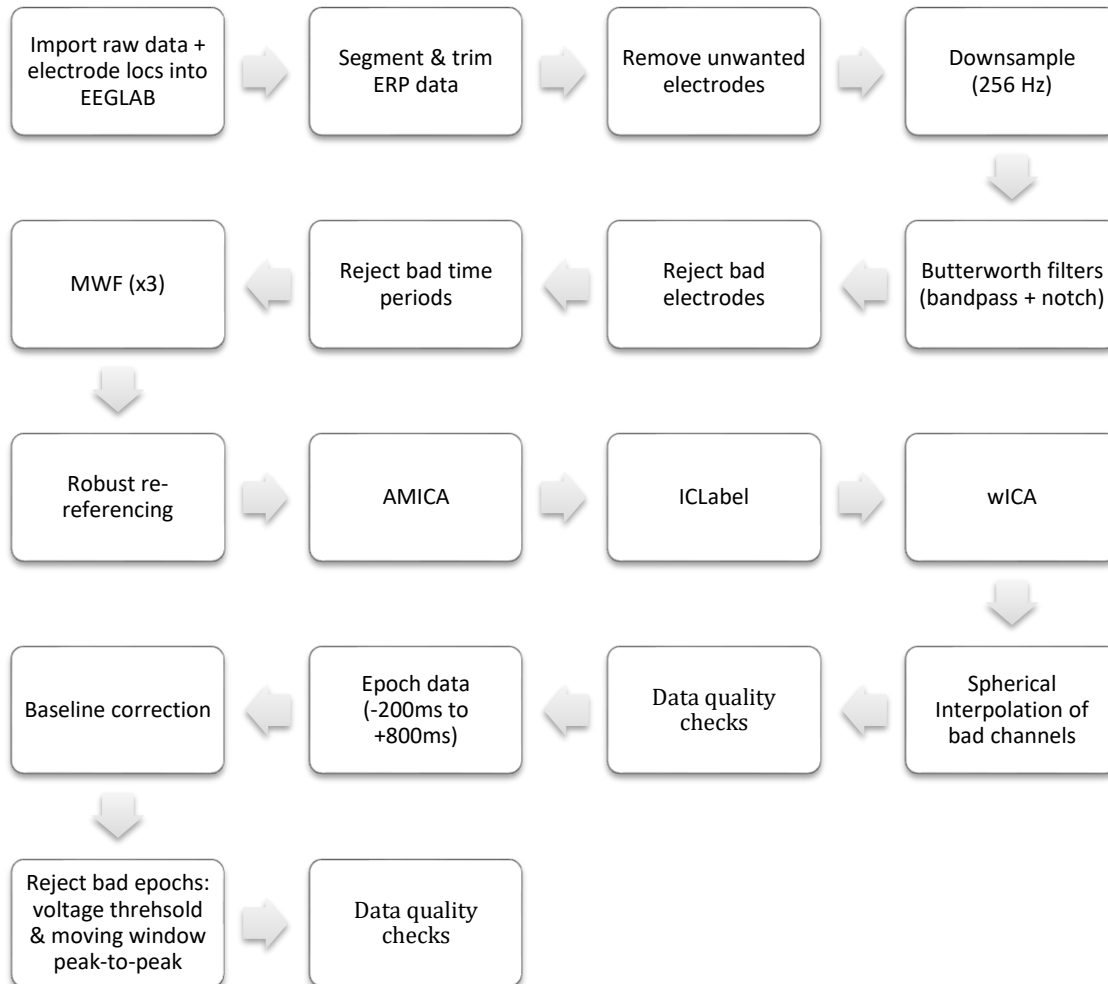 Import raw data +
electrode locs into
EEGLAB
Segment & trim
ERP data
Remove unwanted
electrodes
Downsample
(256 Hz)
Butterworth filters
(bandpass + notch)
Reject bad
electrodes
Reject bad time
periods
MWF (x3)
Robust re-
referencing
AMICA
ICLabel
wICA
Spherical
Interpolation of
bad channels
Data quality
checks
Epoch data
(-200ms to
+800ms)
Baseline correction
Reject bad epochs:
voltage threhsold
& moving window
peak-to-peak
Data quality
checks